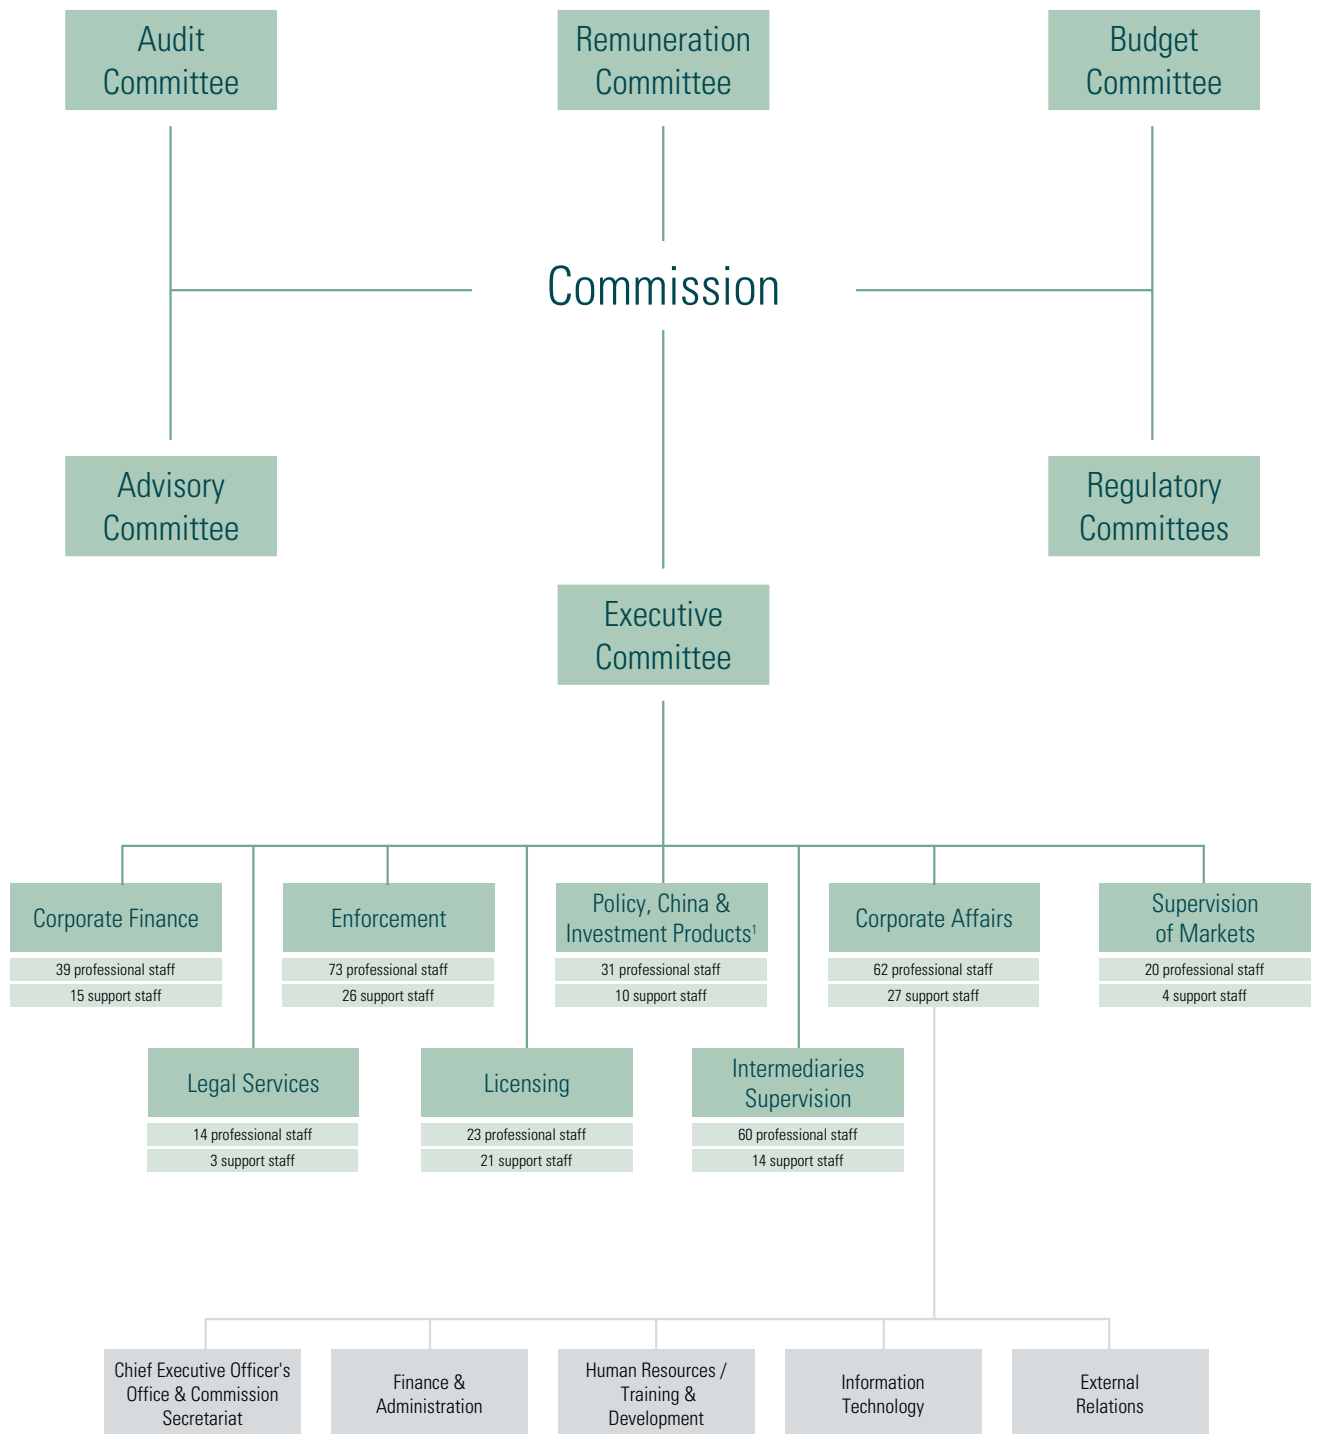 Audit
Committee
Remuneration
Committee
Budget
Committee
Commission
Advisory
Committee
Regulatory
Committees
Executive
Committee
Corporate Finance
39 professional staff
15 support staff
Enforcement
73 professional staff
26 support staff
Policy, China &
Investment Products¹
31 professional staff
10 support staff
Corporate Affairs
62 professional staff
27 support staff
Supervision
of Markets
20 professional staff
4 support staff
Legal Services
14 professional staff
3 support staff
Licensing
23 professional staff
21 support staff
Intermediaries
Supervision
60 professional staff
14 support staff
Chief Executive Officer's
Office & Commission
Secretariat
Finance &
Administration
Human Resources /
Training &
Development
Information
Technology
External
Relations